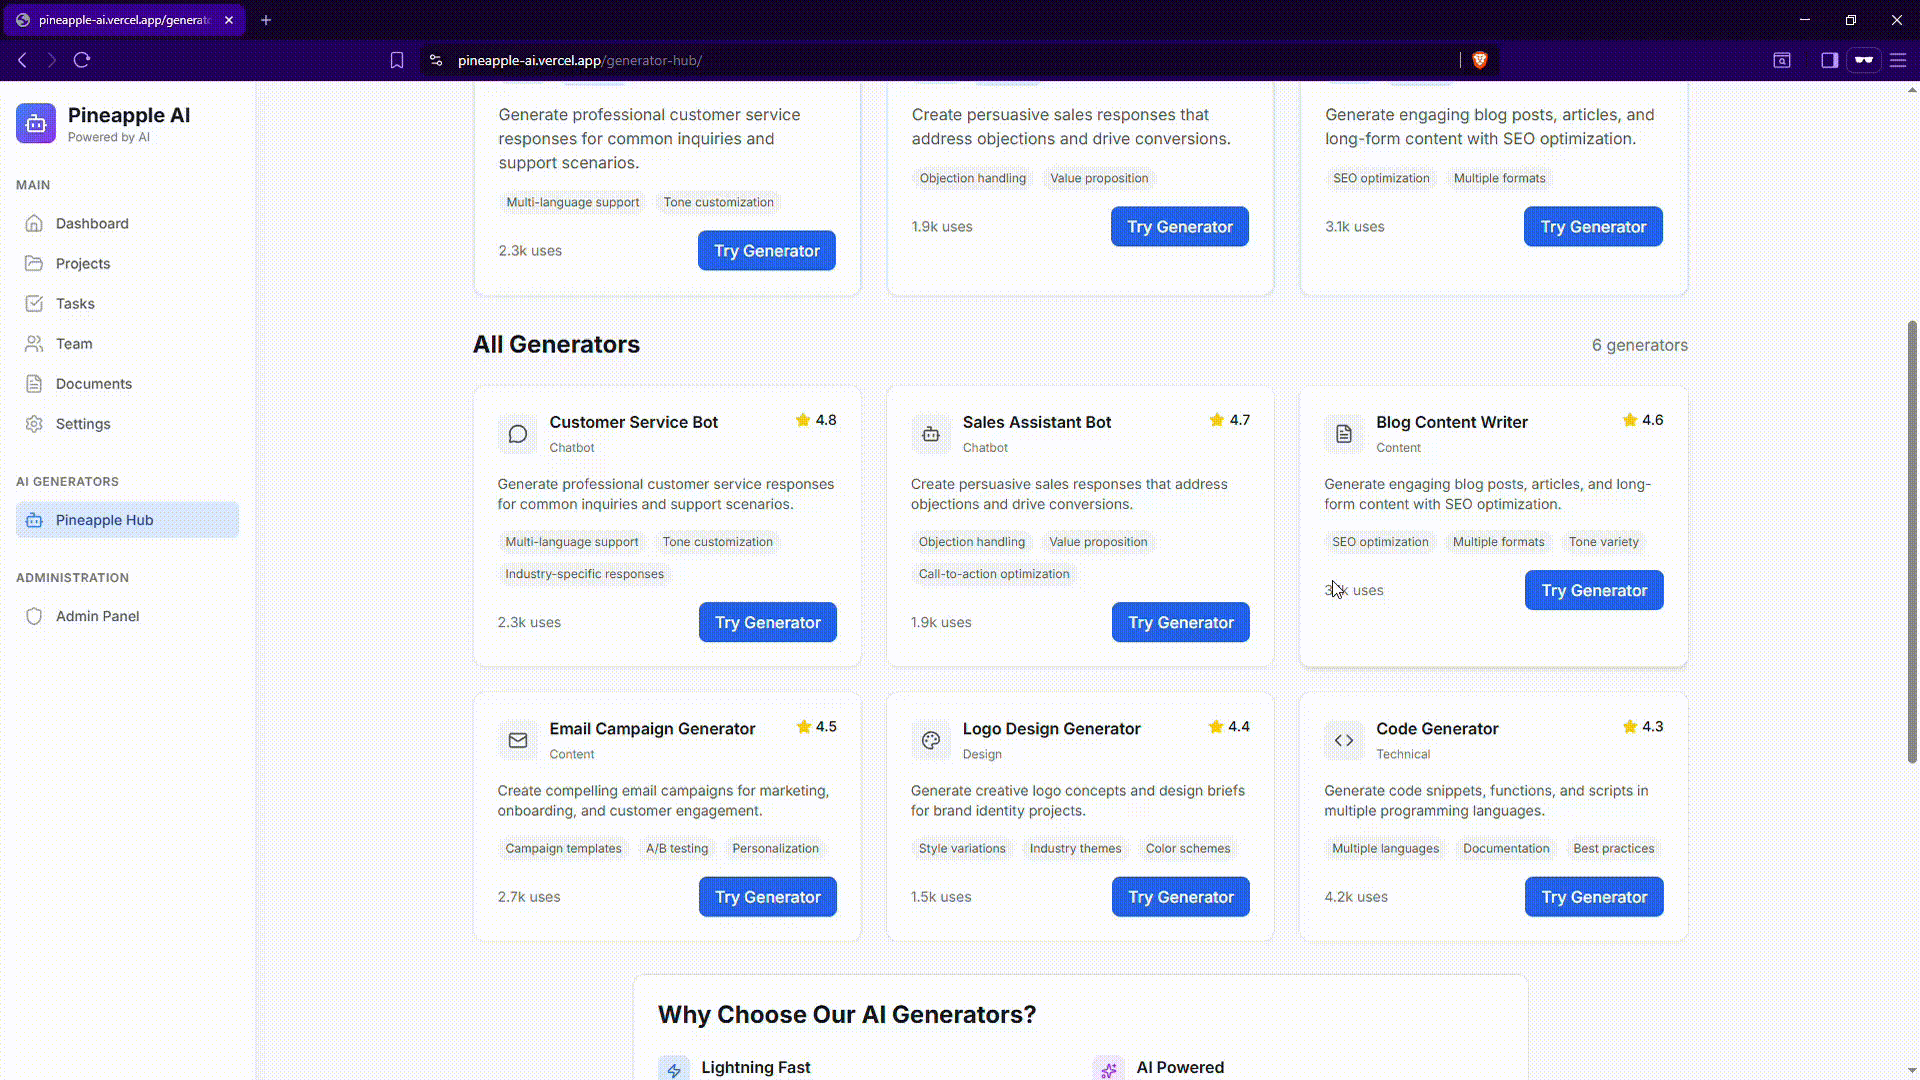 pineapple-ai.vercel.app/generat
pineapple-ai.vercel.app/generator-hub/
Pineapple AI
Powered by AI
MAIN
Dashboard
Projects
Tasks
Team
Documents
Settings
AI GENERATORS
Pineapple Hub
ADMINISTRATION
Admin Panel
Generate professional customer service
responses for common inquiries and
support scenarios.
Multi-language support Tone customization
2.3k uses Try Generator
Create persuasive sales responses that
address objections and drive conversions.
Objection handling Value proposition
1.9k uses Try Generator
Generate engaging blog posts, articles, and
long-form content with SEO optimization.
SEO optimization Multiple formats
3.1k uses Try Generator
All Generators
6 generators
Customer Service Bot 4.8
Chatbot
Generate professional customer service responses
for common inquiries and support scenarios.
Multi-language support Tone customization
Industry-specific responses
2.3k uses Try Generator
Sales Assistant Bot 4.7
Chatbot
Create persuasive sales responses that address
objections and drive conversions.
Objection handling Value proposition
Call-to-action optimization
1.9k uses Try Generator
Blog Content Writer 4.6
Content
Generate engaging blog posts, articles, and long-
form content with SEO optimization.
SEO optimization Multiple formats Tone variety
uses Try Generator
Email Campaign Generator 4.5
Content
Create compelling email campaigns for marketing,
onboarding, and customer engagement.
Campaign templates A/B testing Personalization
2.7k uses Try Generator
Logo Design Generator 4.4
Design
Generate creative logo concepts and design briefs
for brand identity projects.
Style variations Industry themes Color schemes
1.5k uses Try Generator
Code Generator 4.3
Technical
Generate code snippets, functions, and scripts in
multiple programming languages.
Multiple languages Documentation Best practices
4.2k uses Try Generator
Why Choose Our AI Generators?
Lightning Fast
AI Powered